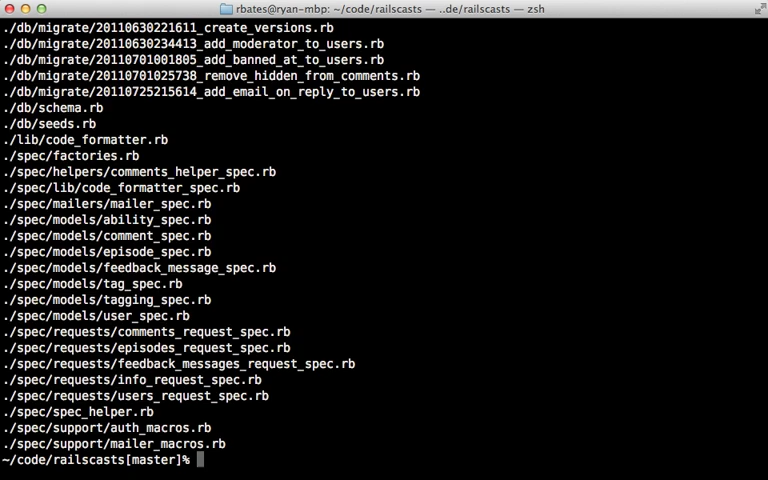 rbates@ryan-mbp: ~/code/railscasts — ..de/railscasts — zsh
./db/migrate/20110630221611_create_versions.rb
./db/migrate/20110630234413_add_moderator_to_users.rb
./db/migrate/20110701001805_add_banned_at_to_users.rb
./db/migrate/20110701025738_remove_hidden_from_comments.rb
./db/migrate/20110725215614_add_email_on_reply_to_users.rb
./db/schema.rb
./db/seeds.rb
./lib/code_formatter.rb
./spec/factories.rb
./spec/helpers/comments_helper_spec.rb
./spec/lib/code_formatter_spec.rb
./spec/mailers/mailer_spec.rb
./spec/models/ability_spec.rb
./spec/models/comment_spec.rb
./spec/models/episode_spec.rb
./spec/models/feedback_message_spec.rb
./spec/models/tag_spec.rb
./spec/models/tagging_spec.rb
./spec/models/user_spec.rb
./spec/requests/comments_request_spec.rb
./spec/requests/episodes_request_spec.rb
./spec/requests/feedback_messages_request_spec.rb
./spec/requests/info_request_spec.rb
./spec/requests/users_request_spec.rb
./spec/spec_helper.rb
./spec/support/auth_macros.rb
./spec/support/mailer_macros.rb
~/code/railscasts[master]%